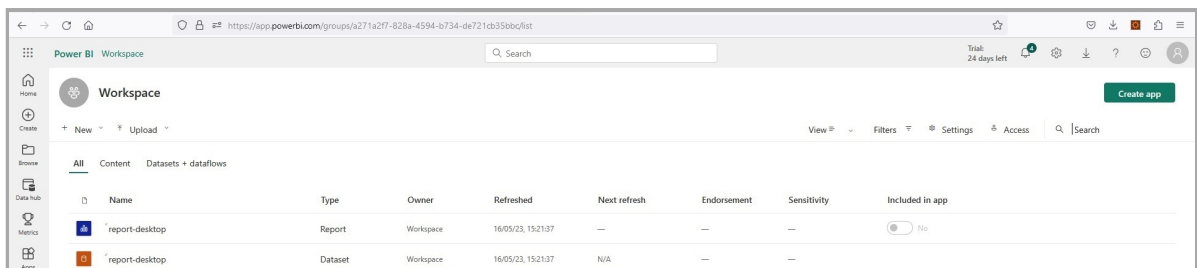 https://app.powerbi.com/groups/a271a2f7-828a-4594-b734-de721cb35bbc/list
Power BI Workspace Search Trial: 24 days left 4
Home
Workspace Create app
Create
+ New Upload View Filters Settings Access Search
Browse
All Content Datasets + dataflows
Data hub
Name Type Owner Refreshed Next refresh Endorsement Sensitivity Included in app
Metrics
report-desktop Report Workspace 16/05/23, 15:21:37 — — — No
Apps
report-desktop Dataset Workspace 16/05/23, 15:21:37 N/A — —